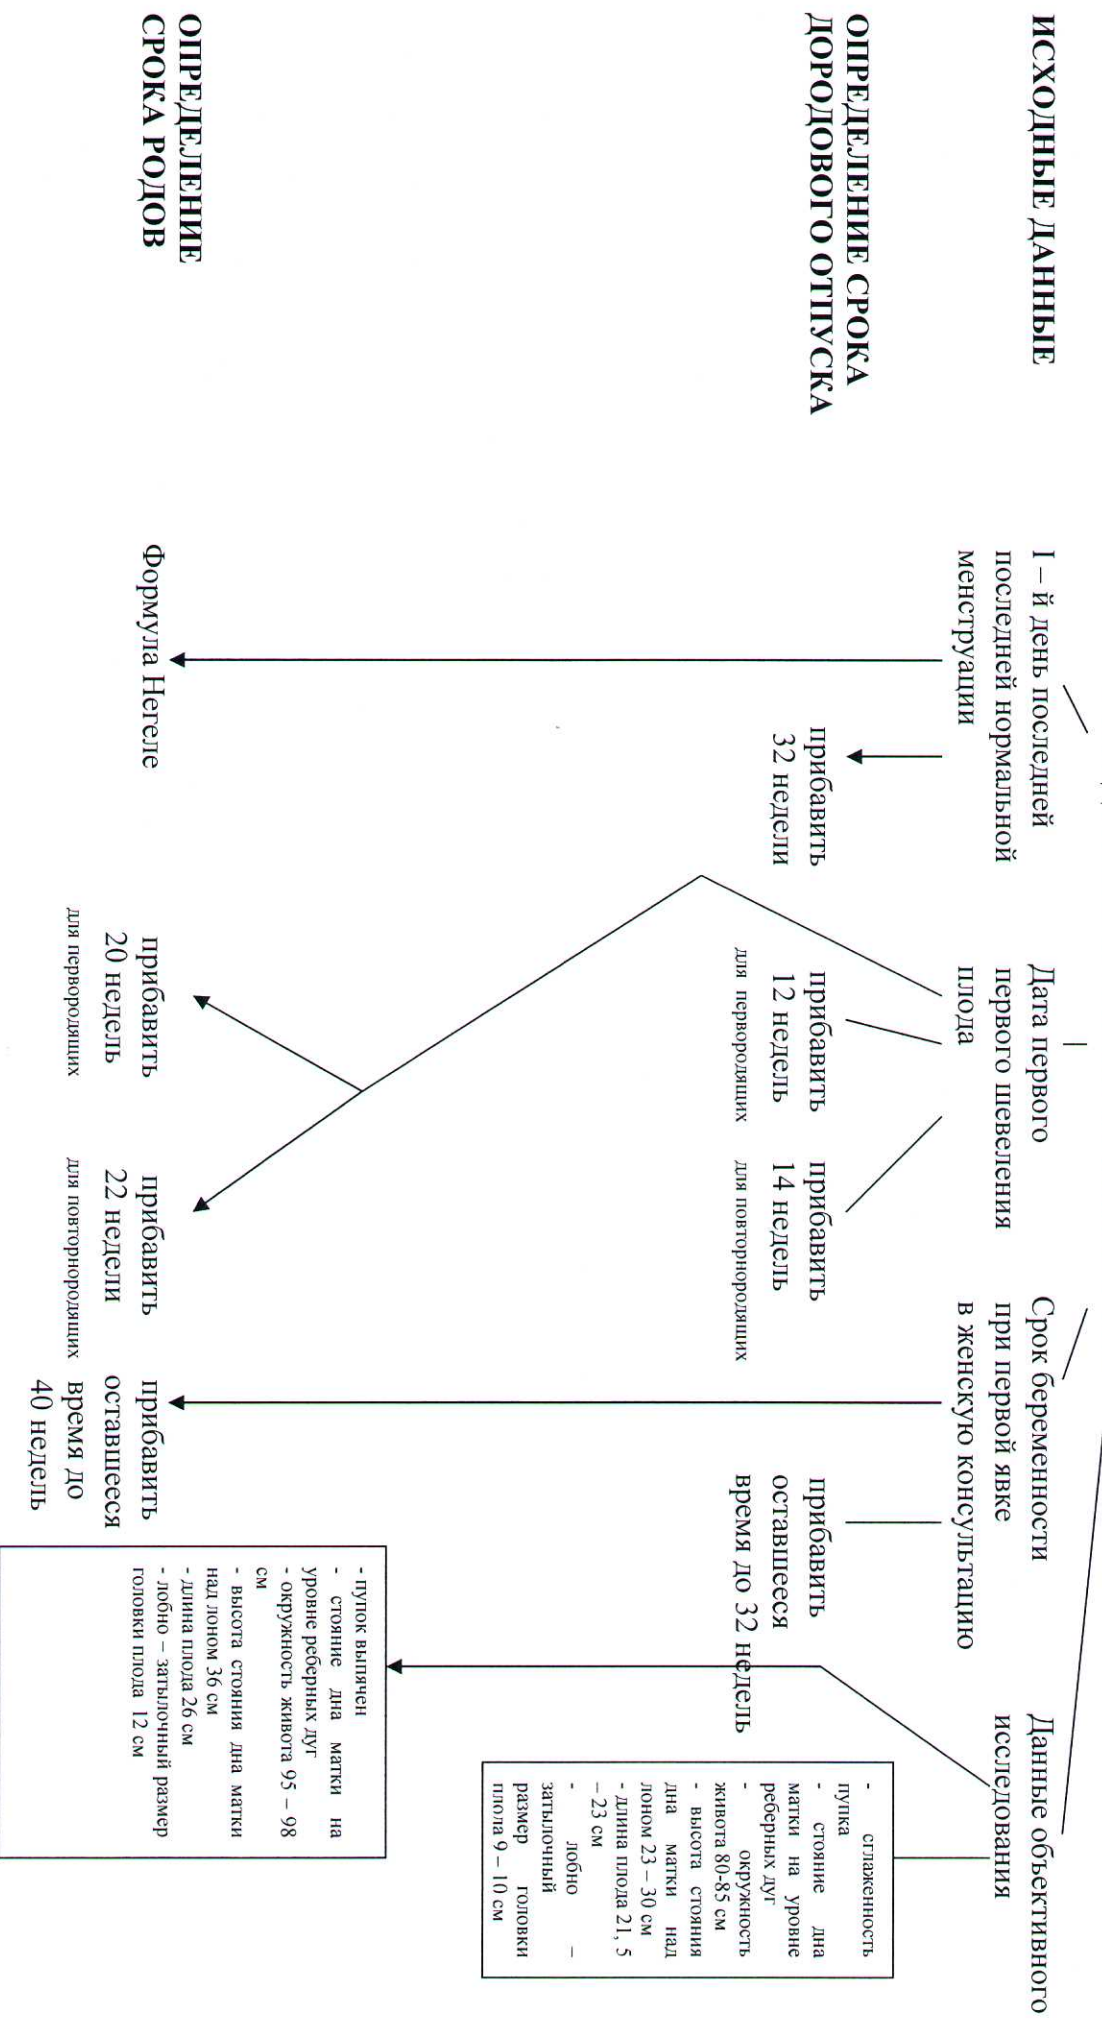 ИСХОДНЫЕ ДАННЫЕ
I – й день последней
последней нормальной
менструации
Дата первого
первого шевеления
плода
Срок беременности
при первой явке
в женскую консультацию
Данные объективного
исследования
ОПРЕДЕЛЕНИЕ СРОКА
ДОРОДОВОГО ОТПУСКА
прибавить
32 недели
прибавить
12 недель
для первородящих
прибавить
14 недель
для повторнородящих
прибавить
оставшееся
время до 32 недель
- сглаженность
пупка
- стояние дна
матки на уровне
реберных дуг
- окружность
живота 80-85 см
- высота стояния
дна матки над
лоном 23 – 30 см
- длина плода 21, 5
– 23 см
- лобно –
затылочный
размер головки
плола 9 – 10 см
ОПРЕДЕЛЕНИЕ
СРОКА РОДОВ
Формула Негеле
прибавить
20 недель
для первородящих
прибавить
22 недели
для повторнородящих
прибавить
оставшееся
время до
40 недель
- пупок выпячен
- стояние дна матки на
уровне реберных дуг
- окружность живота 95 – 98
см
- высота стояния дна матки
над лоном 36 см
- длина плода 26 см
- лобно – затылочный размер
головки плода 12 см